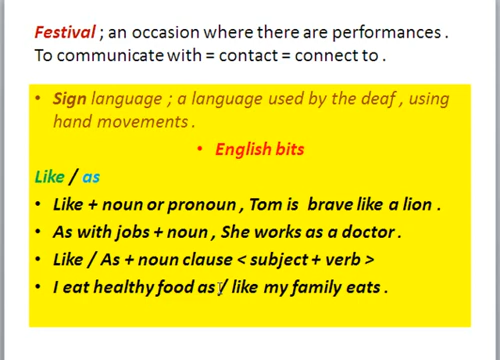 Festival ; an occasion where there are performances .
To communicate with = contact = connect to .
• Sign language ; a language used by the deaf , using
hand movements .
• English bits
Like / as
• Like + noun or pronoun , Tom is brave like a lion .
• As with jobs + noun , She works as a doctor .
• Like / As + noun clause < subject + verb >
• I eat healthy food as / like my family eats .